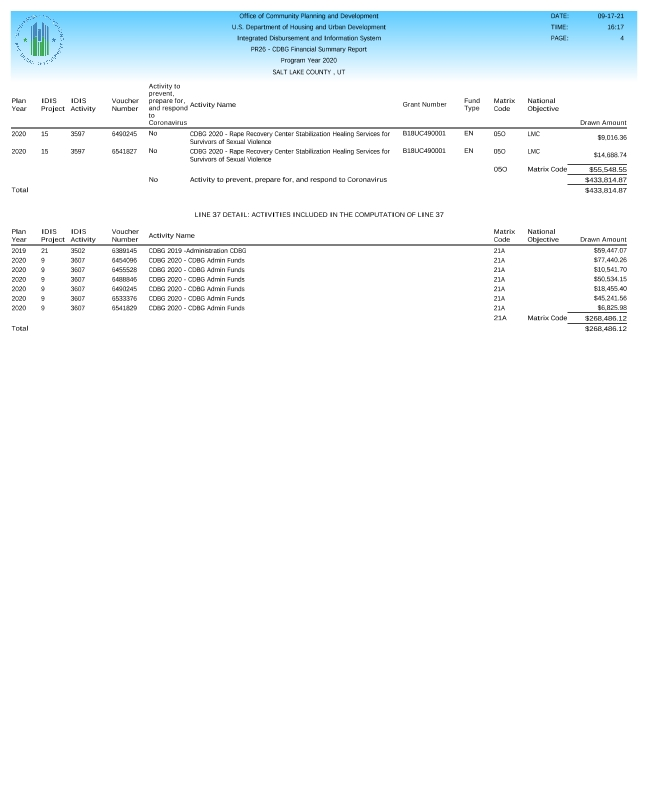 Office of Community Planning and Development
DATE: 09-17-21
U.S. Department of Housing and Urban Development
TIME: 16:17
Integrated Disbursement and Information System
PAGE: 4
PR26 - CDBG Financial Summary Report
Program Year 2020
SALT LAKE COUNTY , UT
Plan Year IDIS Project IDIS Activity Voucher Number Activity to prevent, prepare for, and respond to Coronavirus Activity Name Grant Number Fund Type Matrix Code National Objective Drawn Amount
2020 15 3597 6490245 No CDBG 2020 - Rape Recovery Center Stabilization Healing Services for B18UC490001 EN 05O LMC $9,016.36
Survivors of Sexual Violence
2020 15 3597 6541827 No CDBG 2020 - Rape Recovery Center Stabilization Healing Services for B18UC490001 EN 05O LMC $14,688.74
Survivors of Sexual Violence
05O Matrix Code $55,548.55
No Activity to prevent, prepare for, and respond to Coronavirus $433,814.87
Total $433,814.87
LINE 37 DETAIL: ACTIVITIES INCLUDED IN THE COMPUTATION OF LINE 37
Plan Year IDIS Project IDIS Activity Voucher Number Activity Name Matrix Code National Objective Drawn Amount
2019 21 3502 6389145 CDBG 2019 -Administration CDBG 21A $59,447.07
2020 9 3607 6454096 CDBG 2020 - CDBG Admin Funds 21A $77,440.26
2020 9 3607 6455528 CDBG 2020 - CDBG Admin Funds 21A $10,541.70
2020 9 3607 6488846 CDBG 2020 - CDBG Admin Funds 21A $50,534.15
2020 9 3607 6490245 CDBG 2020 - CDBG Admin Funds 21A $18,455.40
2020 9 3607 6533376 CDBG 2020 - CDBG Admin Funds 21A $45,241.56
2020 9 3607 6541829 CDBG 2020 - CDBG Admin Funds 21A $6,825.98
21A Matrix Code $268,486.12
Total $268,486.12